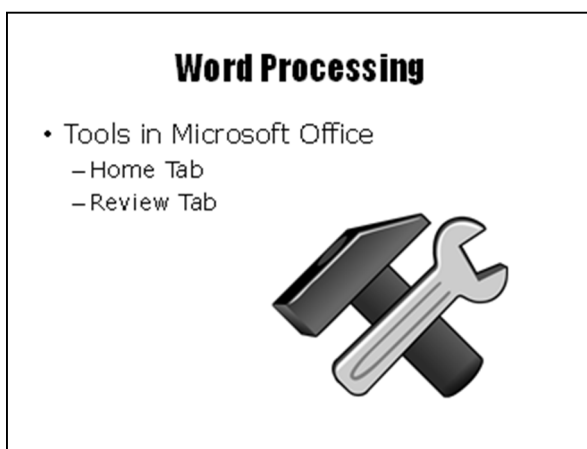 Word Processing
• Tools in Microsoft Office
– Home Tab
– Review Tab